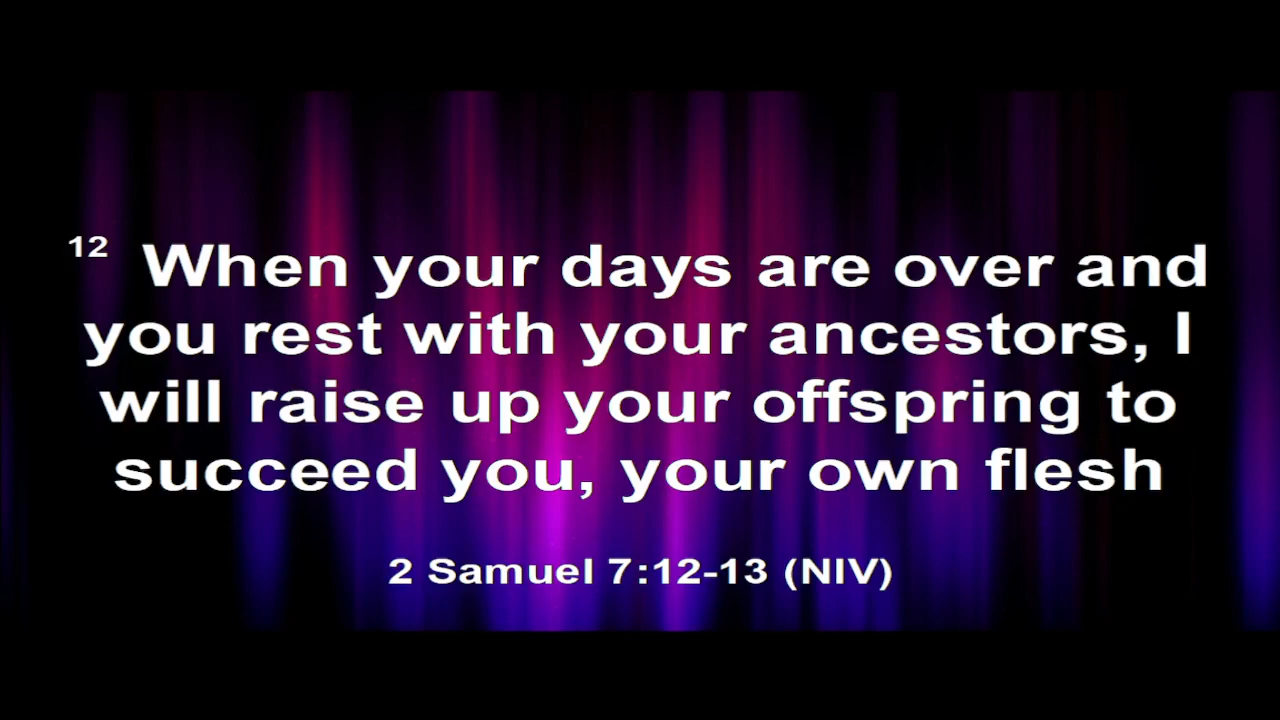 12 When your days are over and
you rest with your ancestors, I
will raise up your offspring to
succeed you, your own flesh
2 Samuel 7:12-13 (NIV)